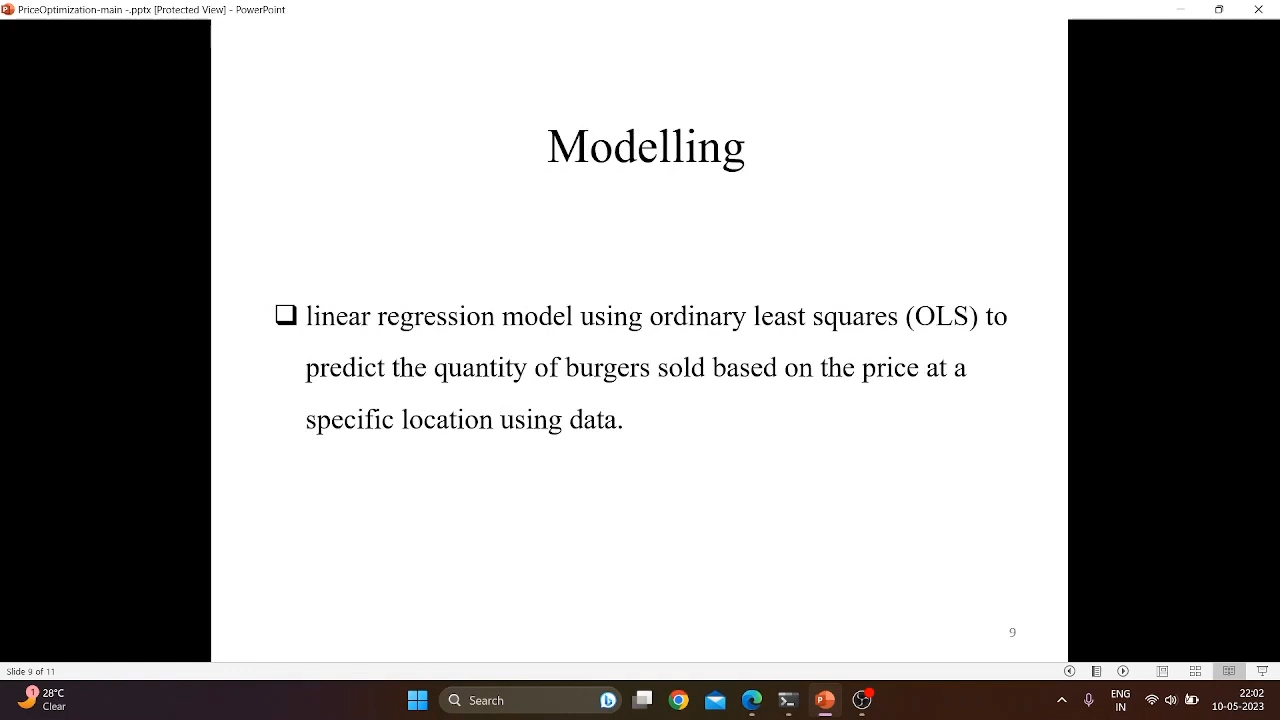 PriceOptimization-main -.pptx [Protected View] - PowerPoint
Modelling
linear regression model using ordinary least squares (OLS) to
predict the quantity of burgers sold based on the price at a
specific location using data.
9
Slide 9 of 11
1
28°C
Clear
Search
ENG
IN
22:02
10-05-2023